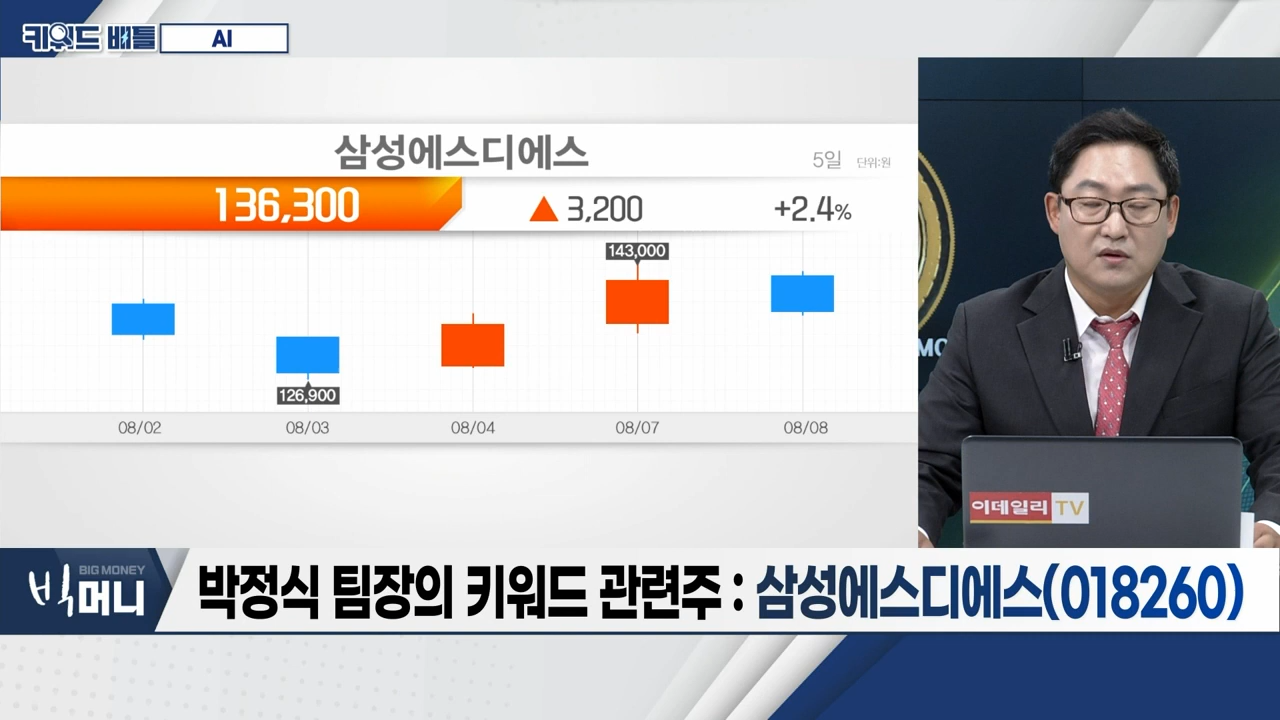 키워드 배틀
AI
삼성에스디에스
5일 단위:원
136,300 ▲ 3,200 +2.4%
143,000
126,900
08/02 08/03 08/04 08/07 08/08
MO
이데일리 TV
BIG MONEY
빅머니
박정식 팀장의 키워드 관련주 : 삼성에스디에스(018260)